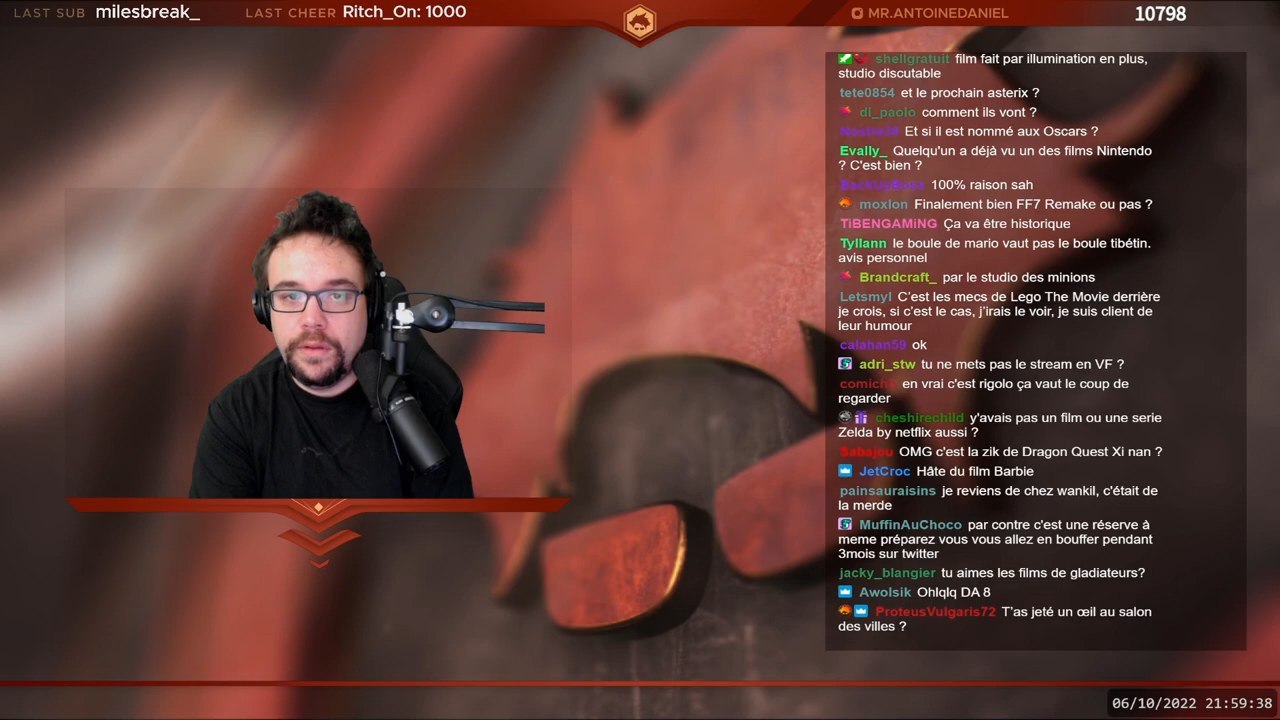 LAST SUB milesbreak_ LAST CHEER Ritch_On: 1000 MR.ANTOINEDANIEL 10798
shellgratuit film fait par illumination en plus,
studio discutable
tete0854 et le prochain asterix ?
di_paolo comment ils vont ?
Et si il est nommé aux Oscars ?
Evally_ Quelqu'un a déjà vu un des films Nintendo
? C'est bien ?
100% raison sah
moxlon Finalement bien FF7 Remake ou pas ?
TiBENGAMiNG Ça va être historique
Tyllann le boule de mario vaut pas le boule tibétin.
avis personnel
Brandcraft_ par le studio des minions
Letsmyl C'est les mecs de Lego The Movie derrière
je crois, si c'est le cas, j'irais le voir, je suis client de
leur humour
calahan59 ok
adri_stw tu ne mets pas le stream en VF ?
en vrai c'est rigolo ça vaut le coup de
regarder
cheshirechild y'avais pas un film ou une serie
Zelda by netflix aussi ?
Babajou OMG c'est la zik de Dragon Quest Xi nan ?
JetCroc Hâte du film Barbie
painsauraisins je reviens de chez wankil, c'était de
la merde
MuffinAuChoco par contre c'est une réserve à
meme préparez vous vous allez en bouffer pendant
3mois sur twitter
jacky_blangier tu aimes les films de gladiateurs?
Awolsik Ohlqlq DA 8
ProteusVulgaris72 T'as jeté un œil au salon
des villes ?
06/10/2022 21:59:38